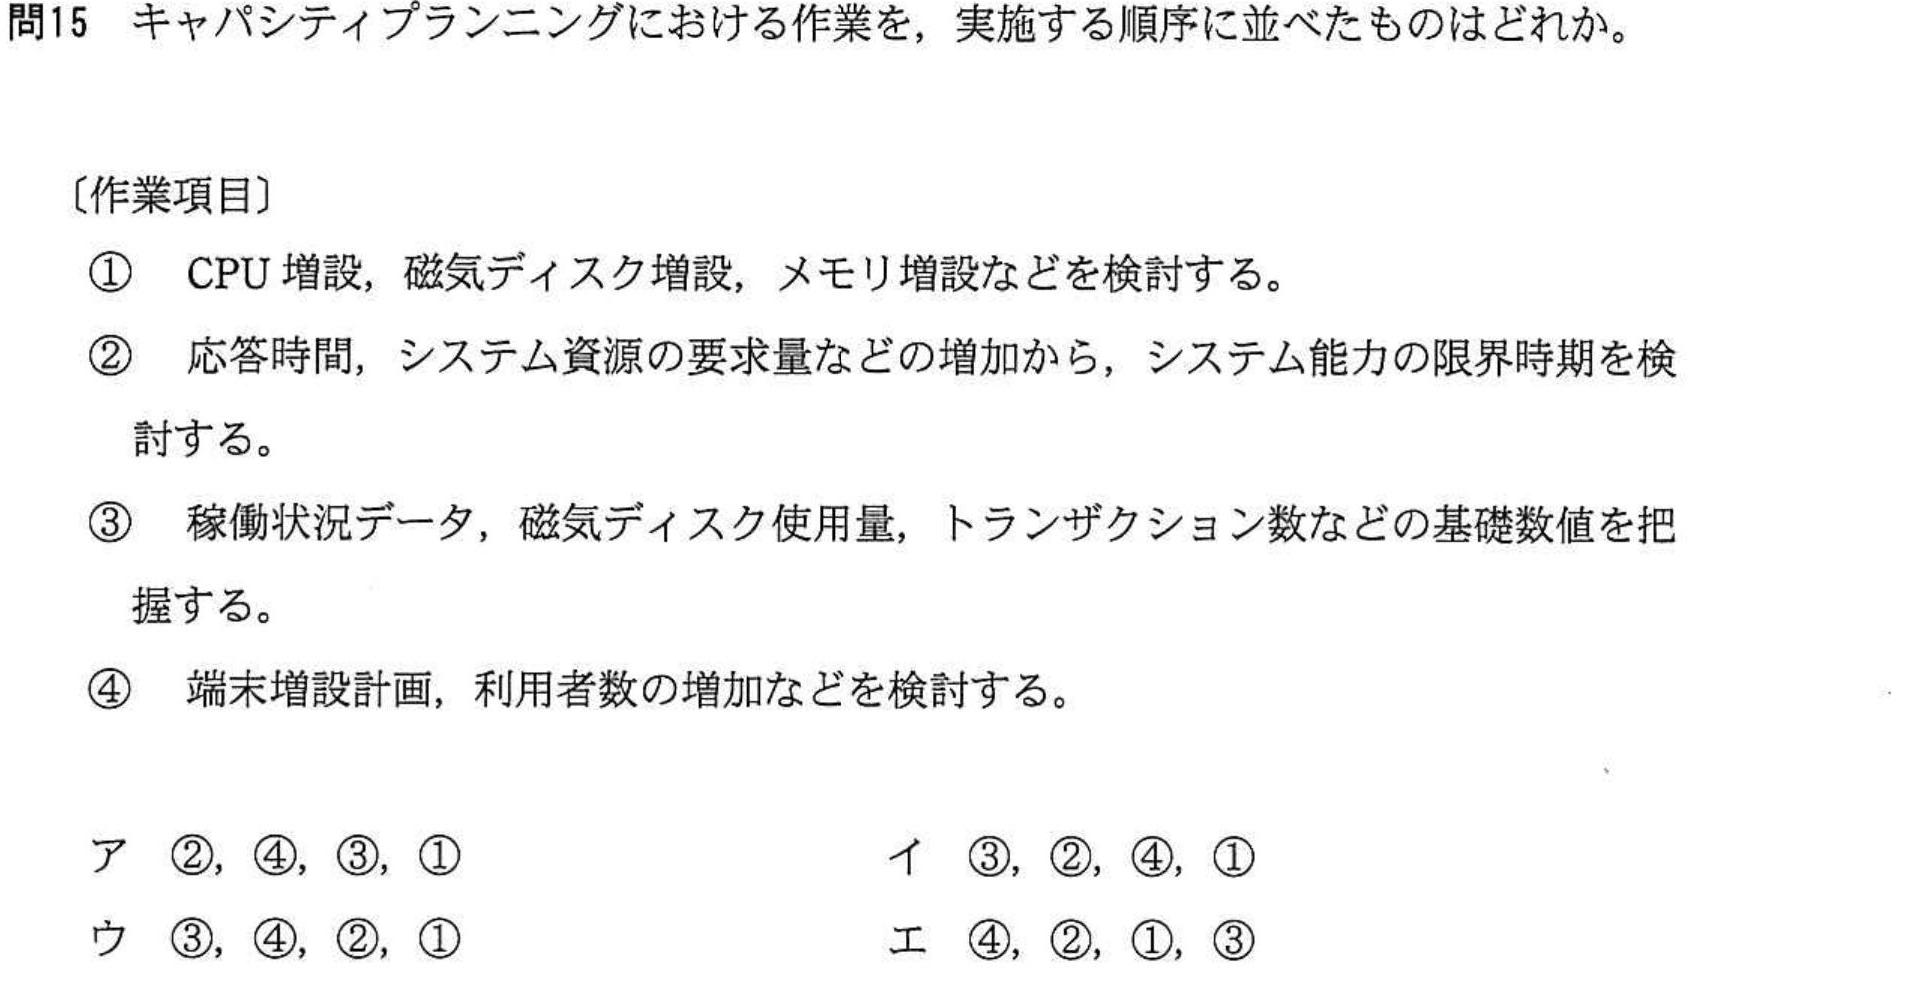 問15 キャパシティプランニングにおける作業を，実施する順序に並べたものはどれか。
〔作業項目〕
① CPU 増設，磁気ディスク増設，メモリ増設などを検討する。
② 応答時間，システム資源の要求量などの増加から，システム能力の限界時期を検
討する。
③ 稼働状況データ，磁気ディスク使用量，トランザクション数などの基礎数値を把
握する。
④ 端末増設計画，利用者数の増加などを検討する。
ア ②，④，③，① イ ③，②，④，①
ウ ③，④，②，① エ ④，②，①，③